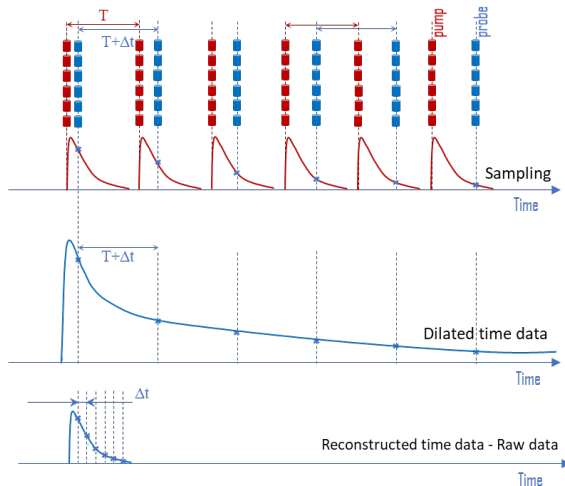 T
T+Δt
pump
probe
Sampling
Time
T+Δt
Dilated time data
Time
Δt
Reconstructed time data - Raw data
Time